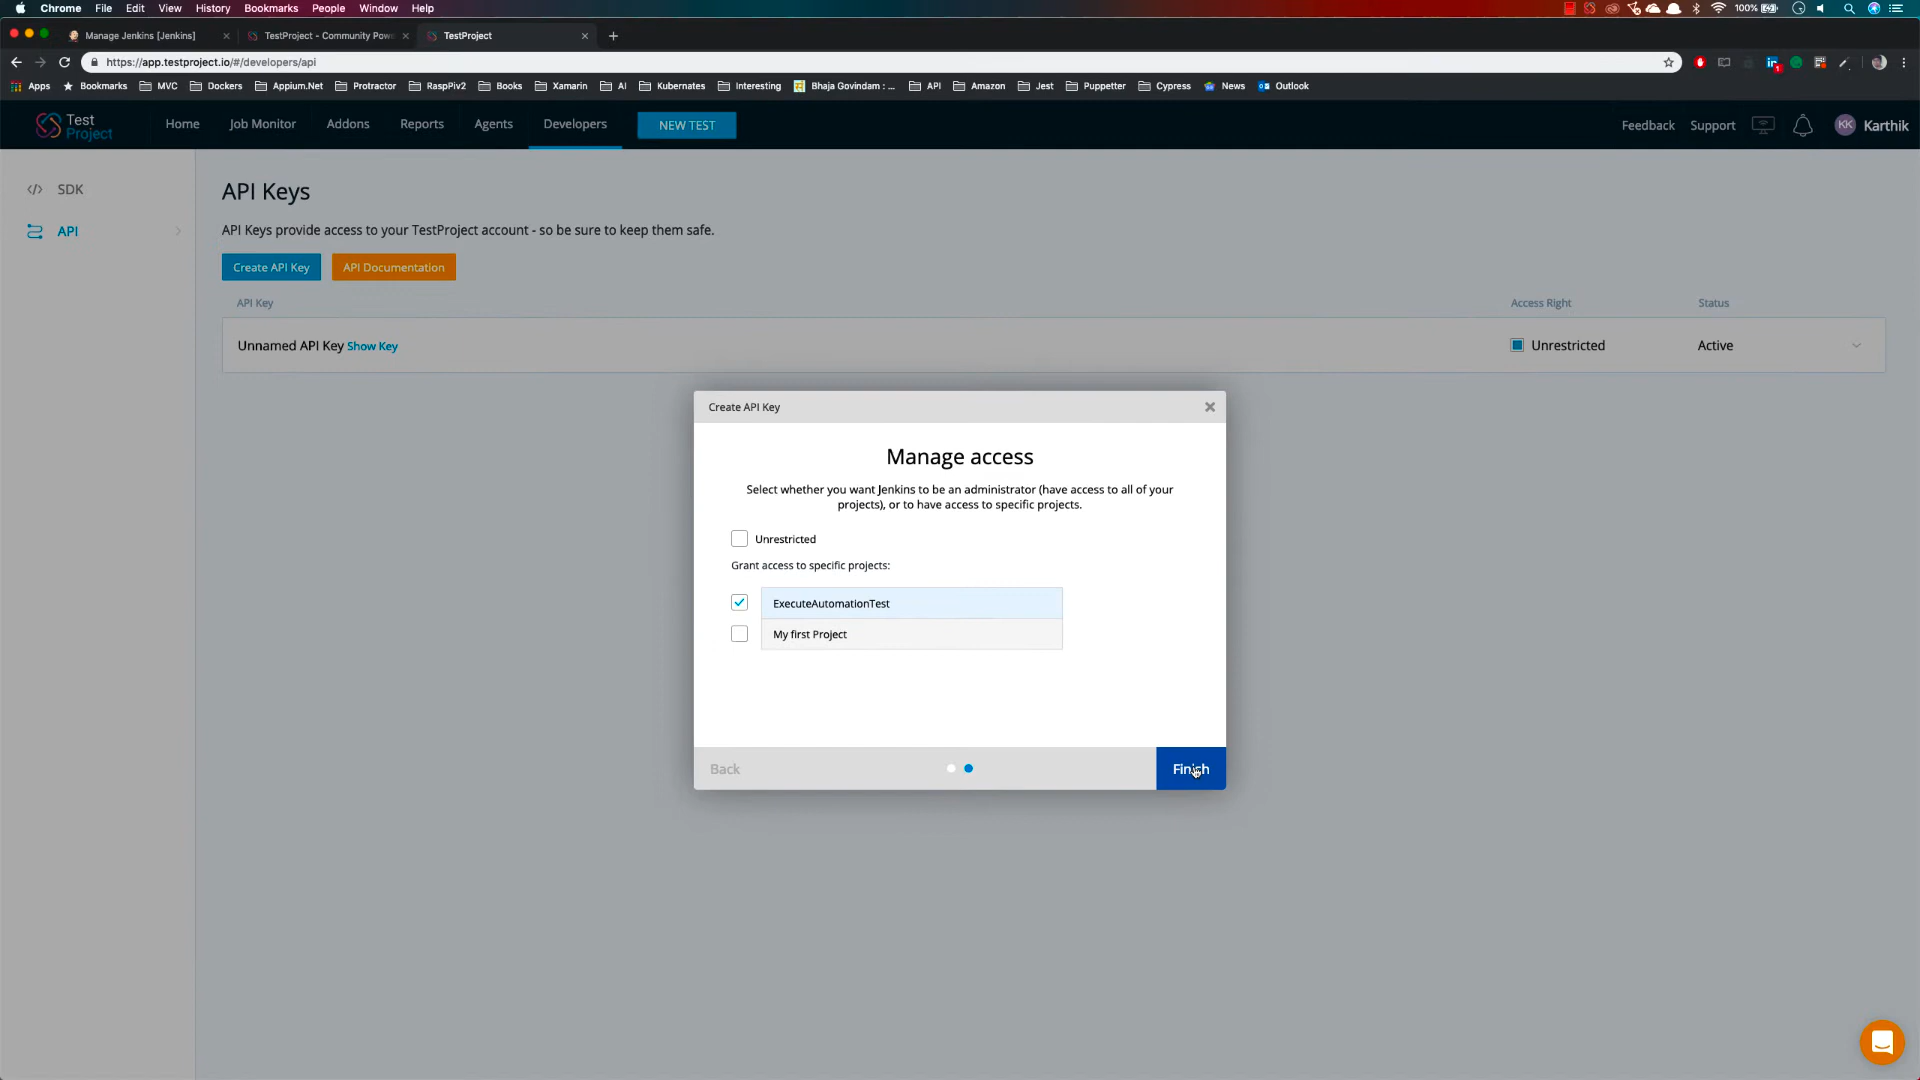 Chrome File Edit View History Bookmarks People Window Help 100%
Manage Jenkins [Jenkins] TestProject - Community Powe TestProject
https://app.testproject.io/#/developers/api
Apps Bookmarks MVC Dockers Appium.Net Protractor RaspPiv2 Books Xamarin AI Kubernates Interesting Bhaja Govindam : ... API Amazon Jest Puppetter Cypress News Outlook
Test
Project
Home Job Monitor Addons Reports Agents Developers NEW TEST Feedback Support KK Karthik
SDK
API
API Keys
API Keys provide access to your TestProject account - so be sure to keep them safe.
Create API Key API Documentation
API Key Access Right Status
Unnamed API Key Show Key Unrestricted Active
Create API Key
Manage access
Select whether you want Jenkins to be an administrator (have access to all of your
projects), or to have access to specific projects.
Unrestricted
Grant access to specific projects:
ExecuteAutomationTest
My first Project
Back Finish